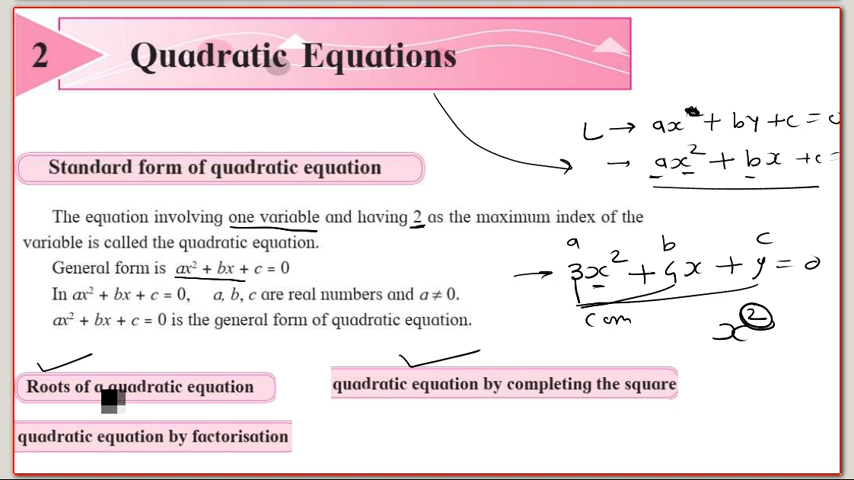 2 Quadratic Equations
L → ax + by + c = 0
→ ax² + bx + c =
Standard form of quadratic equation
The equation involving one variable and having 2 as the maximum index of the
variable is called the quadratic equation.
General form is ax² + bx + c = 0
In ax² + bx + c = 0, a, b, c are real numbers and a ≠ 0.
ax² + bx + c = 0 is the general form of quadratic equation.
a b c
→ 3x² + 4x + y = 0
com
x²
Roots of a quadratic equation
quadratic equation by completing the square
quadratic equation by factorisation